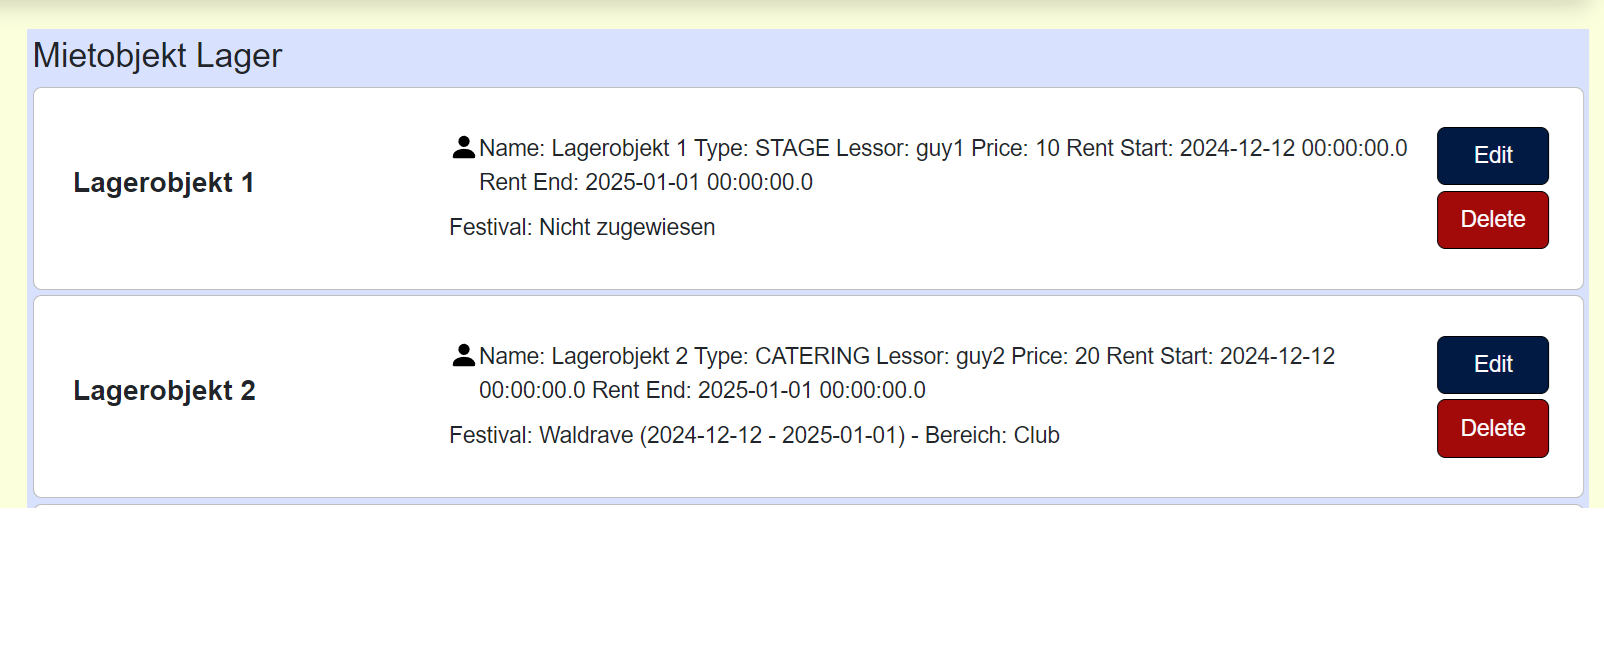 Mietobjekt Lager
Lagerobjekt 1
Name: Lagerobjekt 1 Type: STAGE Lessor: guy1 Price: 10 Rent Start: 2024-12-12 00:00:00.0
Rent End: 2025-01-01 00:00:00.0
Festival: Nicht zugewiesen
Edit
Delete
Lagerobjekt 2
Name: Lagerobjekt 2 Type: CATERING Lessor: guy2 Price: 20 Rent Start: 2024-12-12
00:00:00.0 Rent End: 2025-01-01 00:00:00.0
Festival: Waldrave (2024-12-12 - 2025-01-01) - Bereich: Club
Edit
Delete